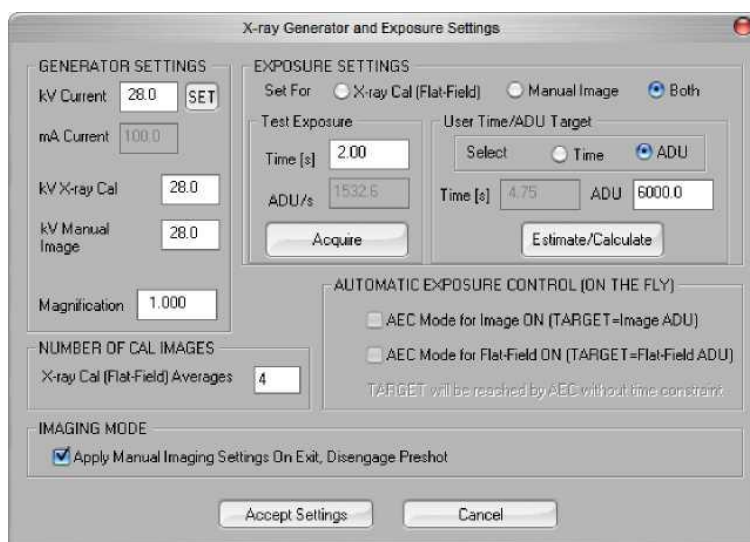 X-ray Generator and Exposure Settings
GENERATOR SETTINGS
kV Current 28.0 SET
mA Current 100.0
kV X-ray Cal 28.0
kV Manual Image 28.0
Magnification 1.000
EXPOSURE SETTINGS
Set For X-ray Cal (Flat-Field) Manual Image Both
Test Exposure
Time [s] 2.00
ADU/s 1532.6
Acquire
User Time/ADU Target
Select Time ADU
Time [s] 4.75 ADU 6000.0
Estimate/Calculate
AUTOMATIC EXPOSURE CONTROL (ON THE FLY)
AEC Mode for Image ON (TARGET=Image ADU)
AEC Mode for Flat-Field ON (TARGET=Flat-Field ADU)
TARGET will be reached by AEC without time constraint
NUMBER OF CAL IMAGES
X-ray Cal (Flat-Field) Averages 4
IMAGING MODE
Apply Manual Imaging Settings On Exit, Disengage Preshot
Accept Settings Cancel